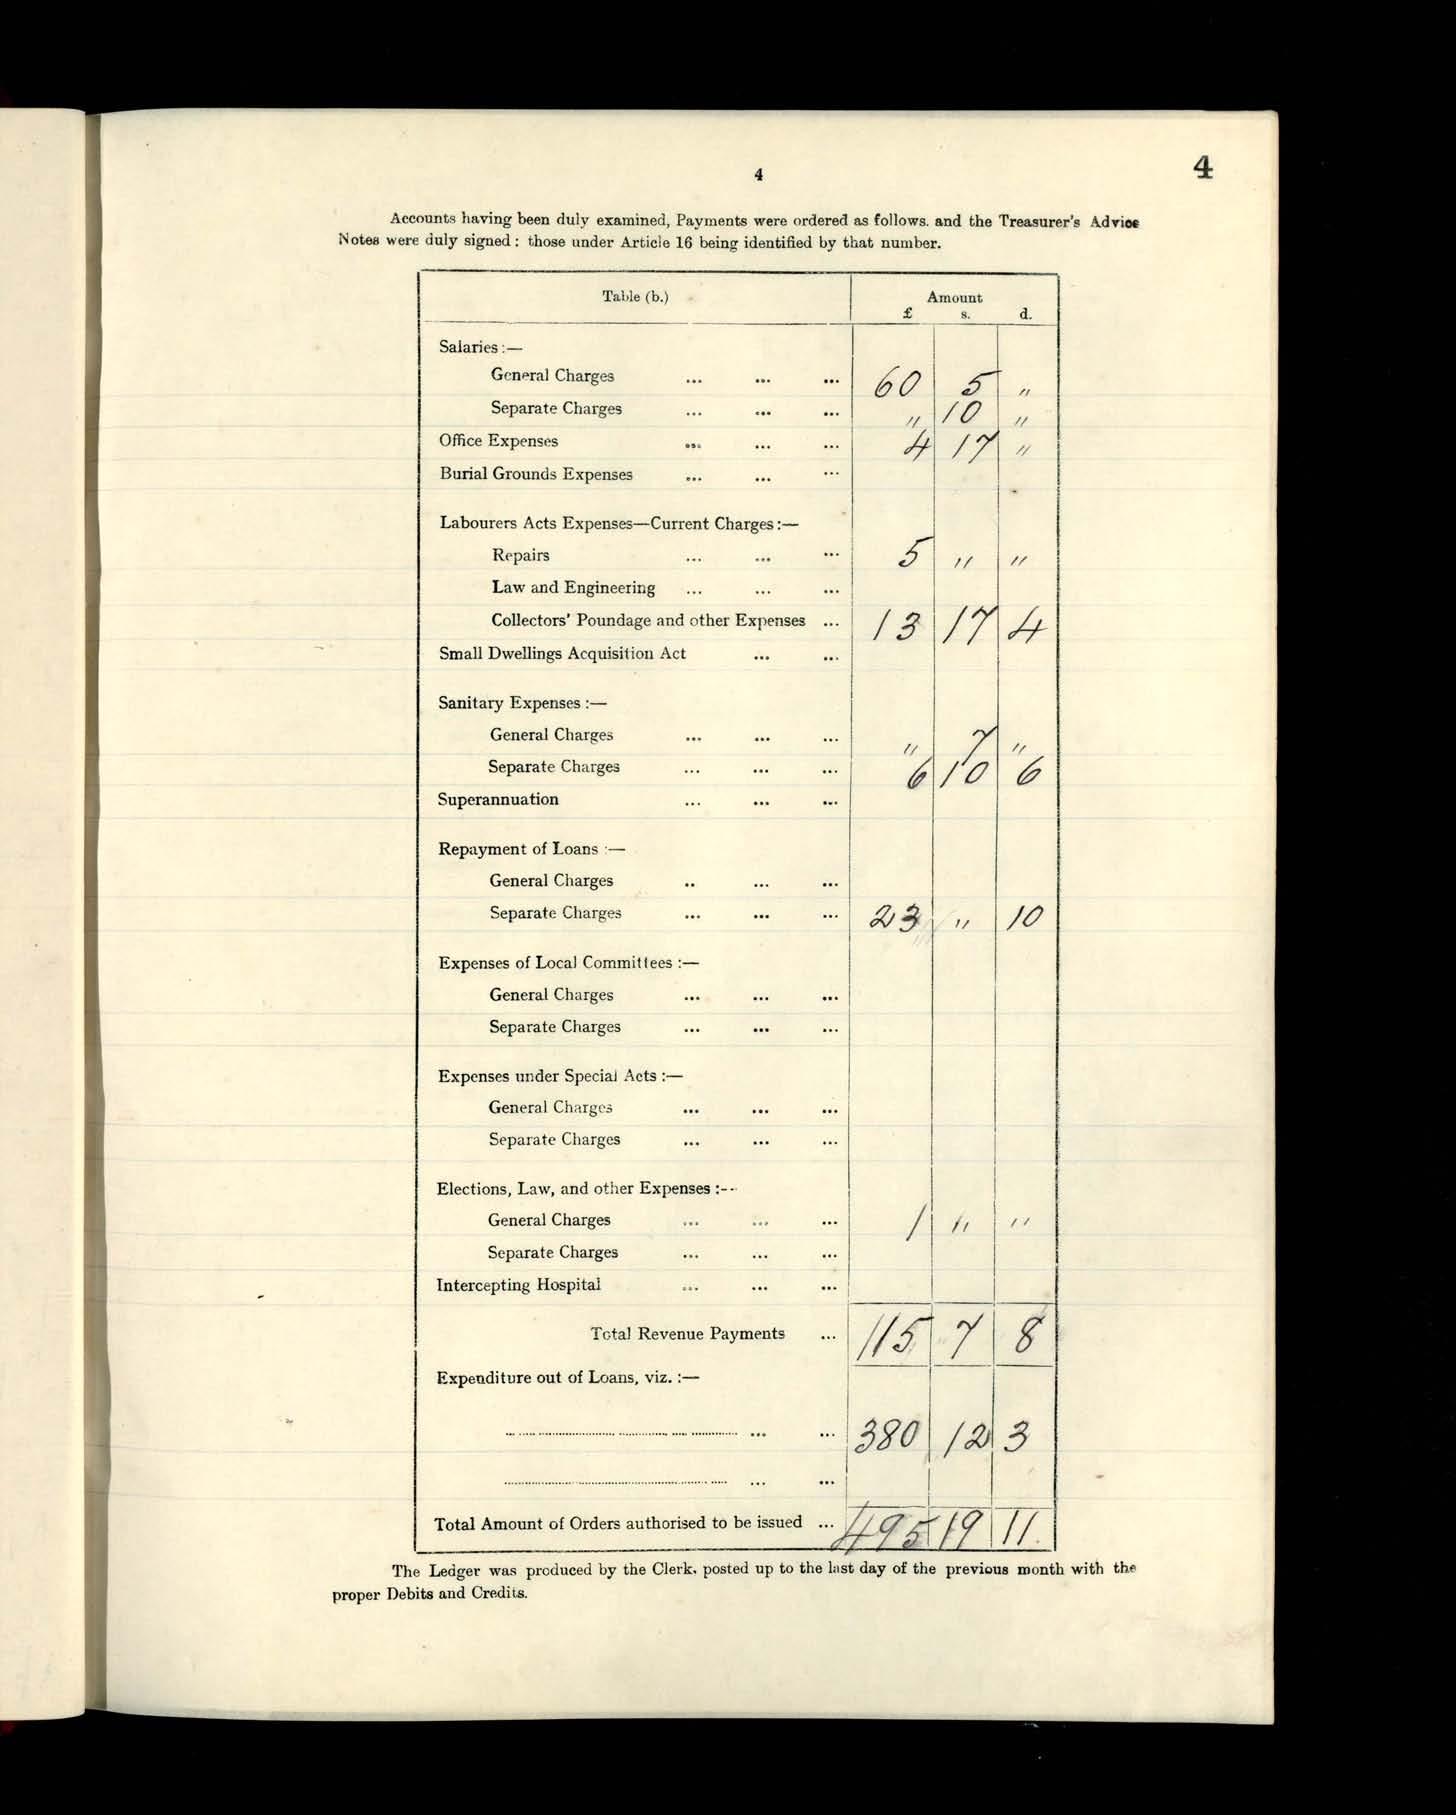 4
4
Accounts having been duly examined, Payments were ordered as follows. and the Treasurer's Advice
Notes were duly signed: those under Article 16 being identified by that number.
Table (b.) Amount
£ s. d.
Salaries :—
General Charges ... ... ... 60 5 "
Separate Charges ... ... ... " 10 "
Office Expenses ... ... ... 4 17 "
Burial Grounds Expenses ... ... ...
Labourers Acts Expenses—Current Charges :—
Repairs ... ... ... 5 " "
Law and Engineering ... ... ...
Collectors' Poundage and other Expenses ... 13 17 4
Small Dwellings Acquisition Act ... ...
Sanitary Expenses :—
General Charges ... ... ... " 7 "
Separate Charges ... ... ... 6 10 6
Superannuation ... ... ...
Repayment of Loans :—
General Charges .. ... ...
Separate Charges ... ... ... 23 " 10
Expenses of Local Committees :—
General Charges ... ... ...
Separate Charges ... ... ...
Expenses under Special Acts :—
General Charges ... ... ...
Separate Charges ... ... ...
Elections, Law, and other Expenses :--
General Charges ... ... ... 1 " "
Separate Charges ... ... ...
Intercepting Hospital ... ... ...
Total Revenue Payments ... 115 7 8
Expenditure out of Loans, viz. :—
... ... 380 12 3
... ...
Total Amount of Orders authorised to be issued ... 495 19 11.
The Ledger was produced by the Clerk, posted up to the last day of the previous month with the
proper Debits and Credits.